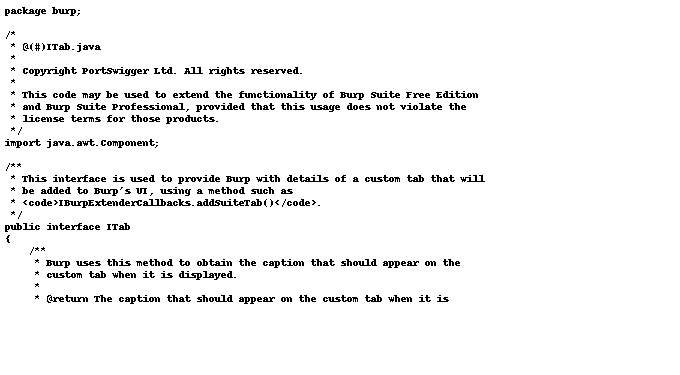 package burp;

/*
 * @(#)ITab.java
 *
 * Copyright PortSwigger Ltd. All rights reserved.
 *
 * This code may be used to extend the functionality of Burp Suite Free Edition
 * and Burp Suite Professional, provided that this usage does not violate the
 * license terms for those products.
 */
import java.awt.Component;

/**
 * This interface is used to provide Burp with details of a custom tab that will
 * be added to Burp's UI, using a method such as
 * <code>IBurpExtenderCallbacks.addSuiteTab()</code>.
 */
public interface ITab
{
    /**
     * Burp uses this method to obtain the caption that should appear on the
     * custom tab when it is displayed.
     *
     * @return The caption that should appear on the custom tab when it is